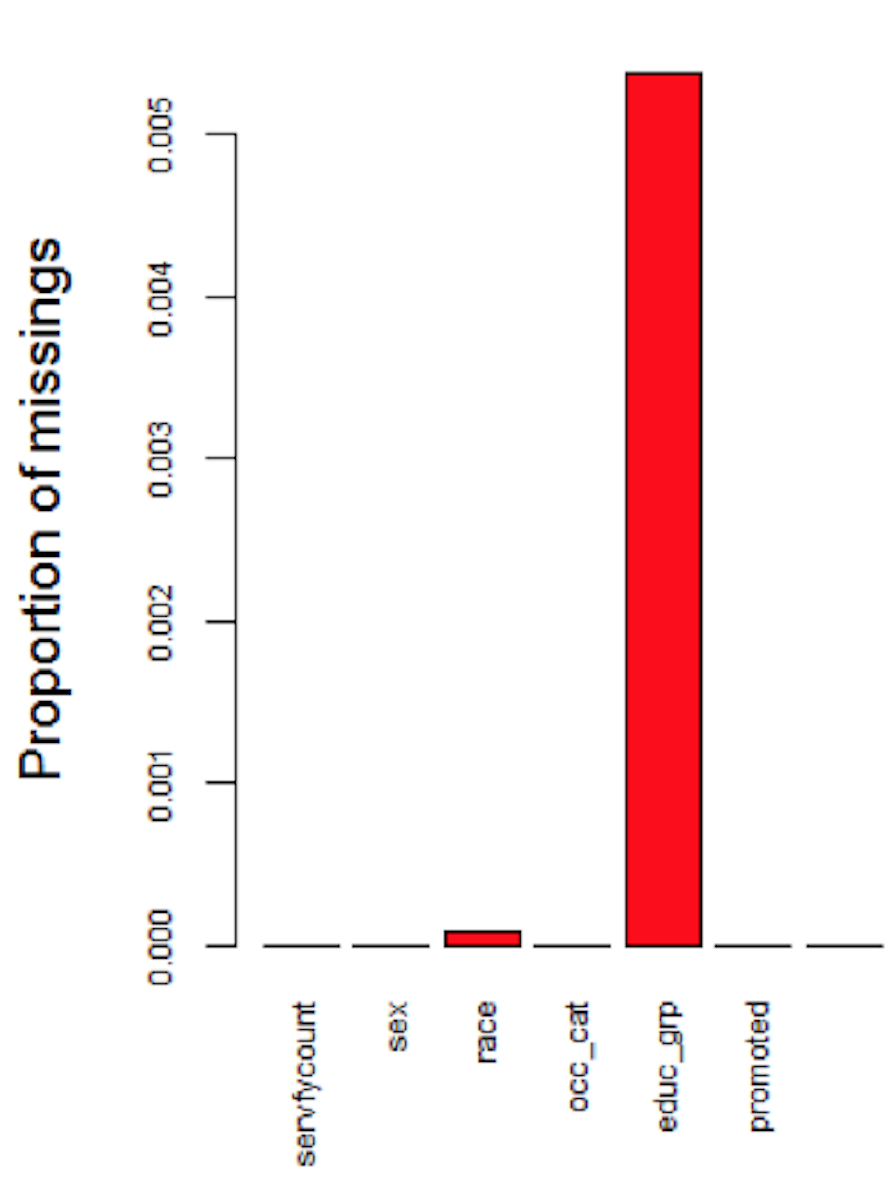 Proportion of missings
0.005
0.004
0.003
0.002
0.001
0.000
servfycount
sex
race
occ_cat
educ_grp
promoted